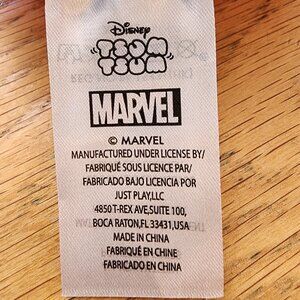 Disney
TSUM
TSUM
MARVEL
© MARVEL
MANUFACTURED UNDER LICENSE BY/
FABRIQUÉ SOUS LICENCE PAR/
FABRICADO BAJO LICENCIA POR
JUST PLAY,LLC
4850 T-REX AVE,SUITE 100,
BOCA RATON,FL 33431,USA
MADE IN CHINA
FABRIQUÉ EN CHINE
FABRICADO EN CHINA